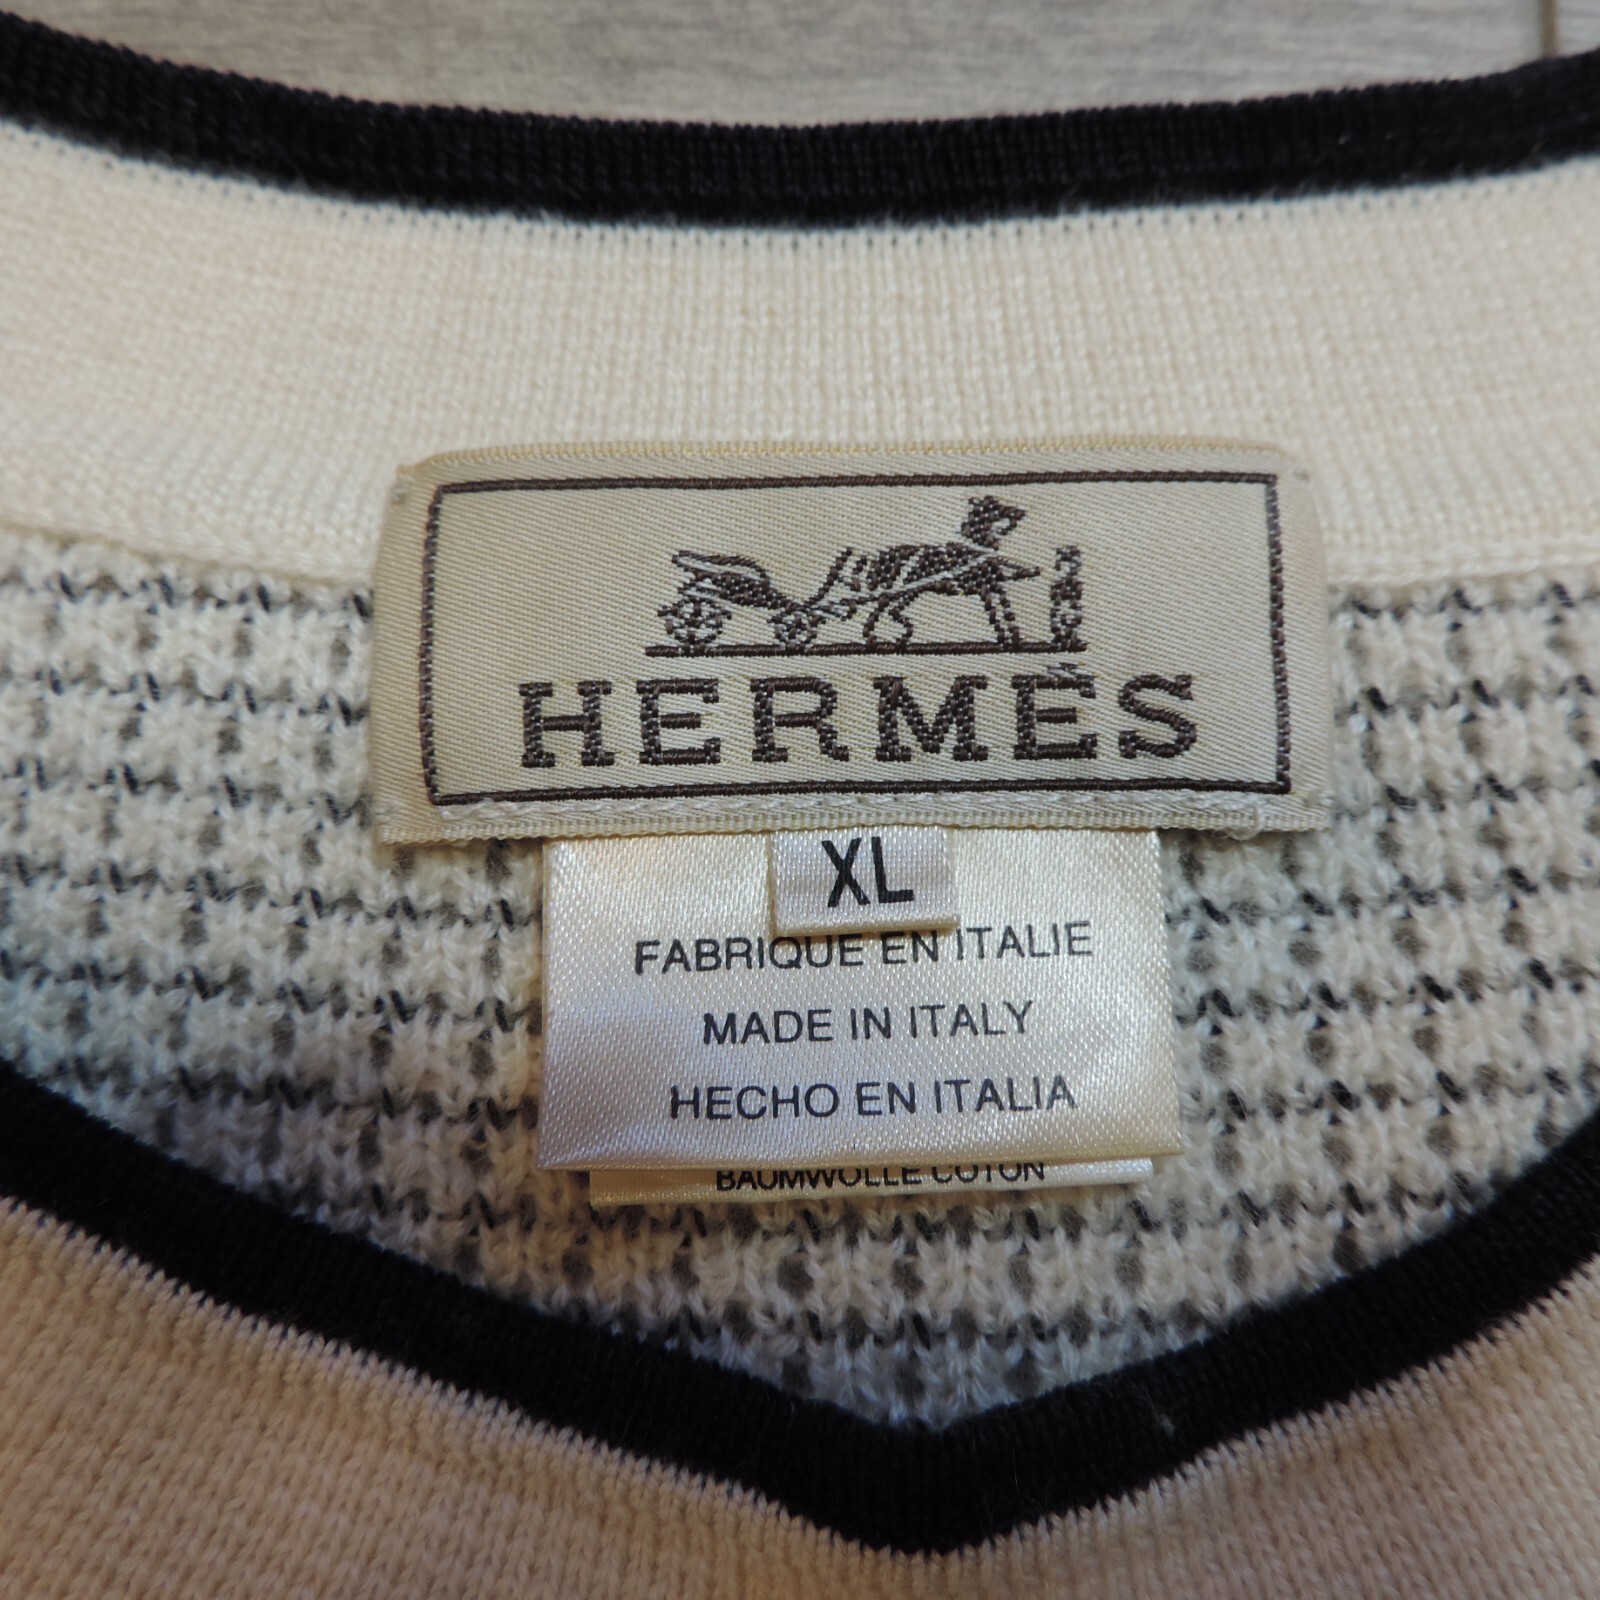 HERMÈS
XL
FABRIQUE EN ITALIE
MADE IN ITALY
HECHO EN ITALIA
BAUMWOLLE COTON